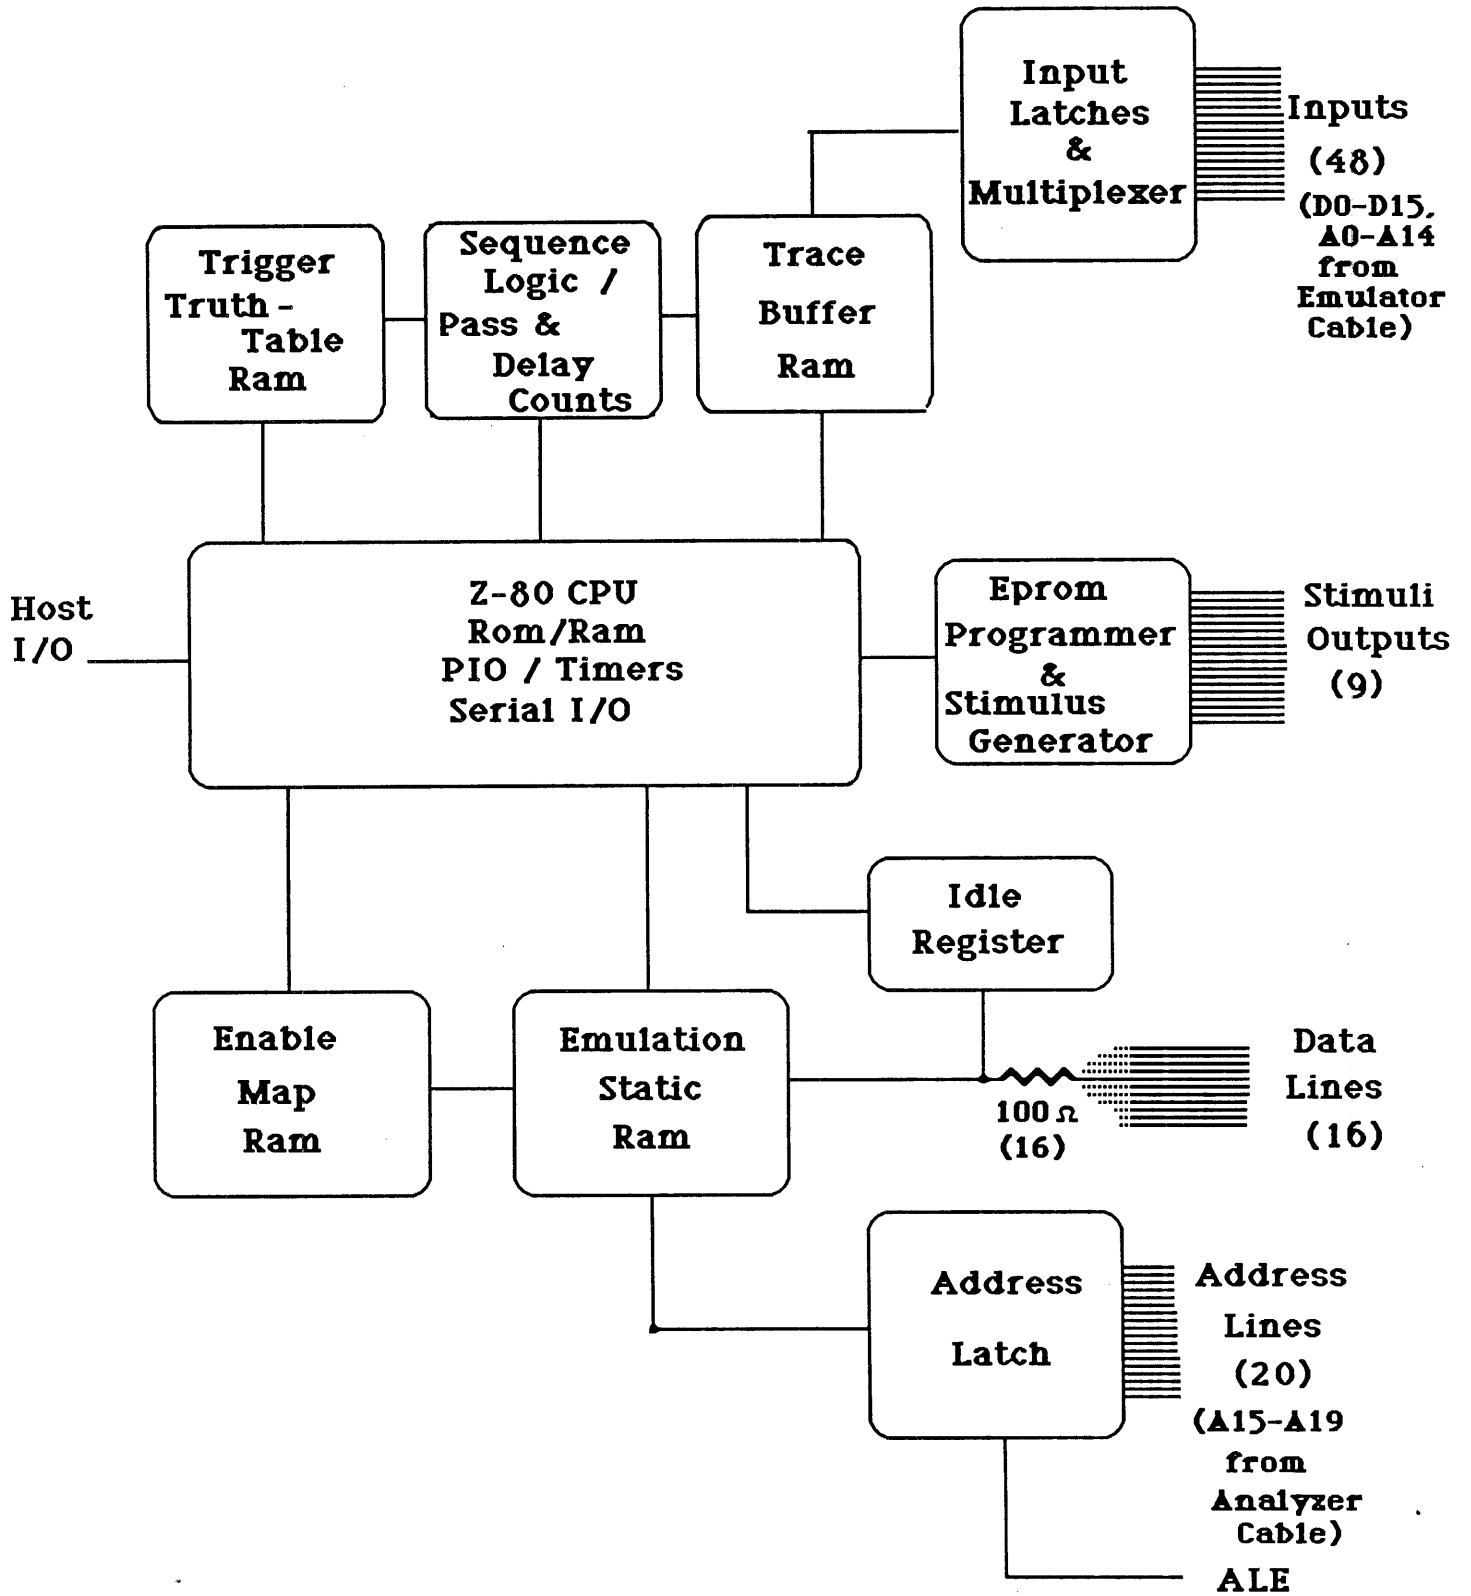 Input
Latches
&
Multiplexer
Inputs
(48)
(D0-D15,
A0-A14
from
Emulator
Cable)
Trigger
Truth-
Table
Ram
Sequence
Logic /
Pass &
Delay
Counts
Trace
Buffer
Ram
Host
I/O
Z-80 CPU
Rom/Ram
PIO / Timers
Serial I/O
Eprom
Programmer
&
Stimulus
Generator
Stimuli
Outputs
(9)
Idle
Register
Enable
Map
Ram
Emulation
Static
Ram
100 Ω
(16)
Data
Lines
(16)
Address
Latch
Address
Lines
(20)
(A15-A19
from
Analyzer
Cable)
ALE